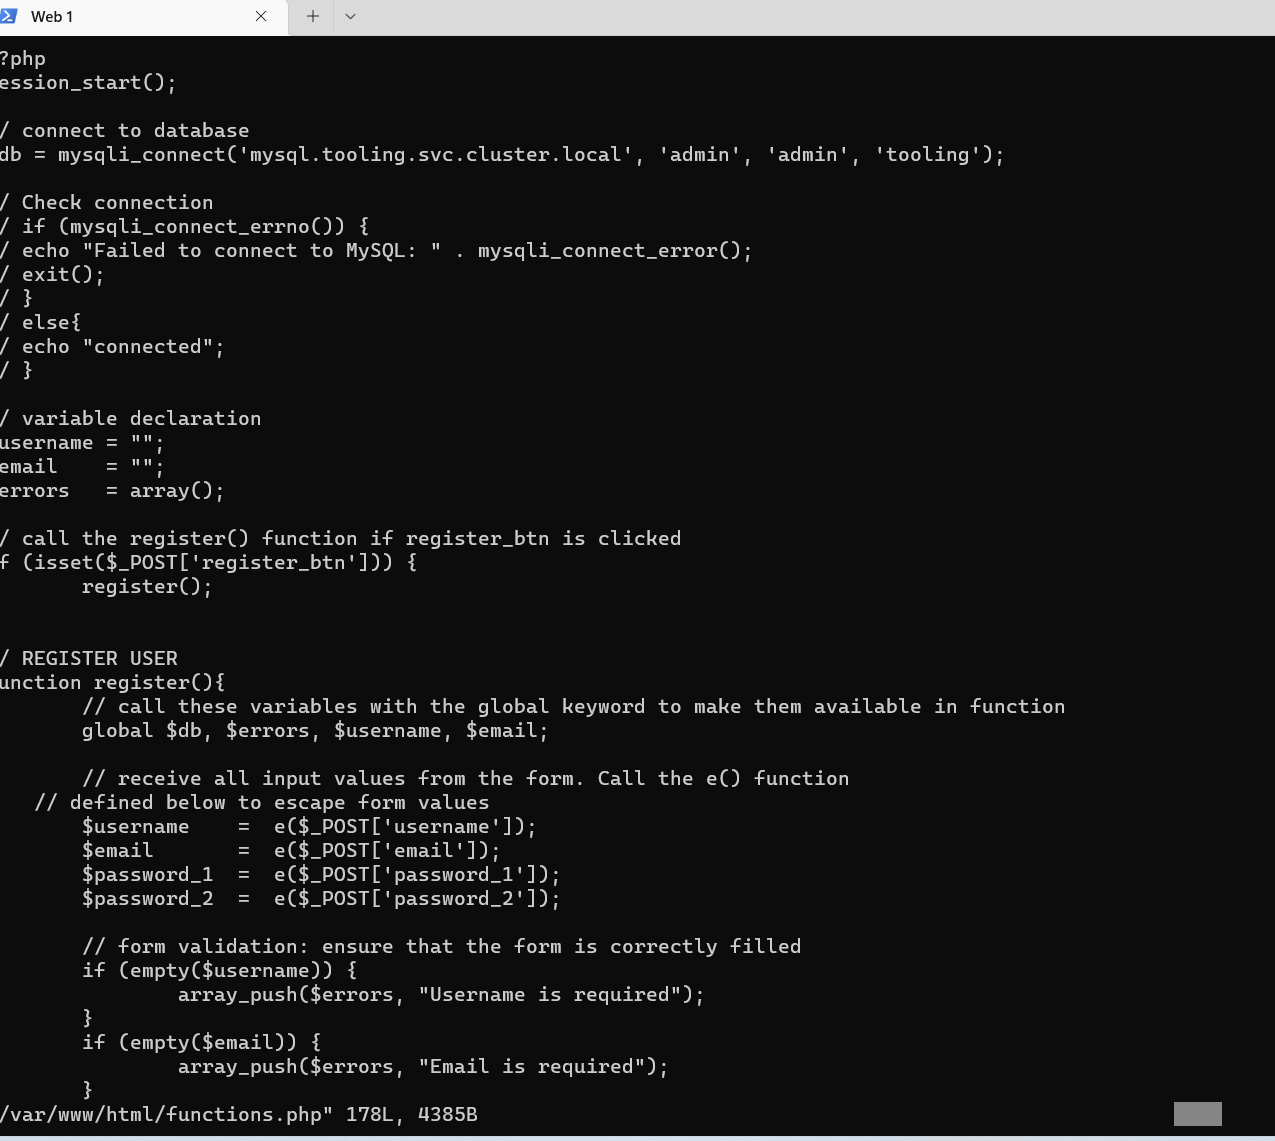 Web 1
?php
ession_start();
/ connect to database
db = mysqli_connect('mysql.tooling.svc.cluster.local', 'admin', 'admin', 'tooling');
/ Check connection
/ if (mysqli_connect_errno()) {
/ echo "Failed to connect to MySQL: " . mysqli_connect_error();
/ exit();
/ }
/ else{
/ echo "connected";
/ }
/ variable declaration
username = "";
email    = "";
errors   = array();
/ call the register() function if register_btn is clicked
f (isset($_POST['register_btn'])) {
        register();
/ REGISTER USER
unction register(){
        // call these variables with the global keyword to make them available in function
        global $db, $errors, $username, $email;
        // receive all input values from the form. Call the e() function
    // defined below to escape form values
        $username    =  e($_POST['username']);
        $email       =  e($_POST['email']);
        $password_1  =  e($_POST['password_1']);
        $password_2  =  e($_POST['password_2']);
        // form validation: ensure that the form is correctly filled
        if (empty($username)) {
                array_push($errors, "Username is required");
        }
        if (empty($email)) {
                array_push($errors, "Email is required");
        }
/var/www/html/functions.php" 178L, 4385B